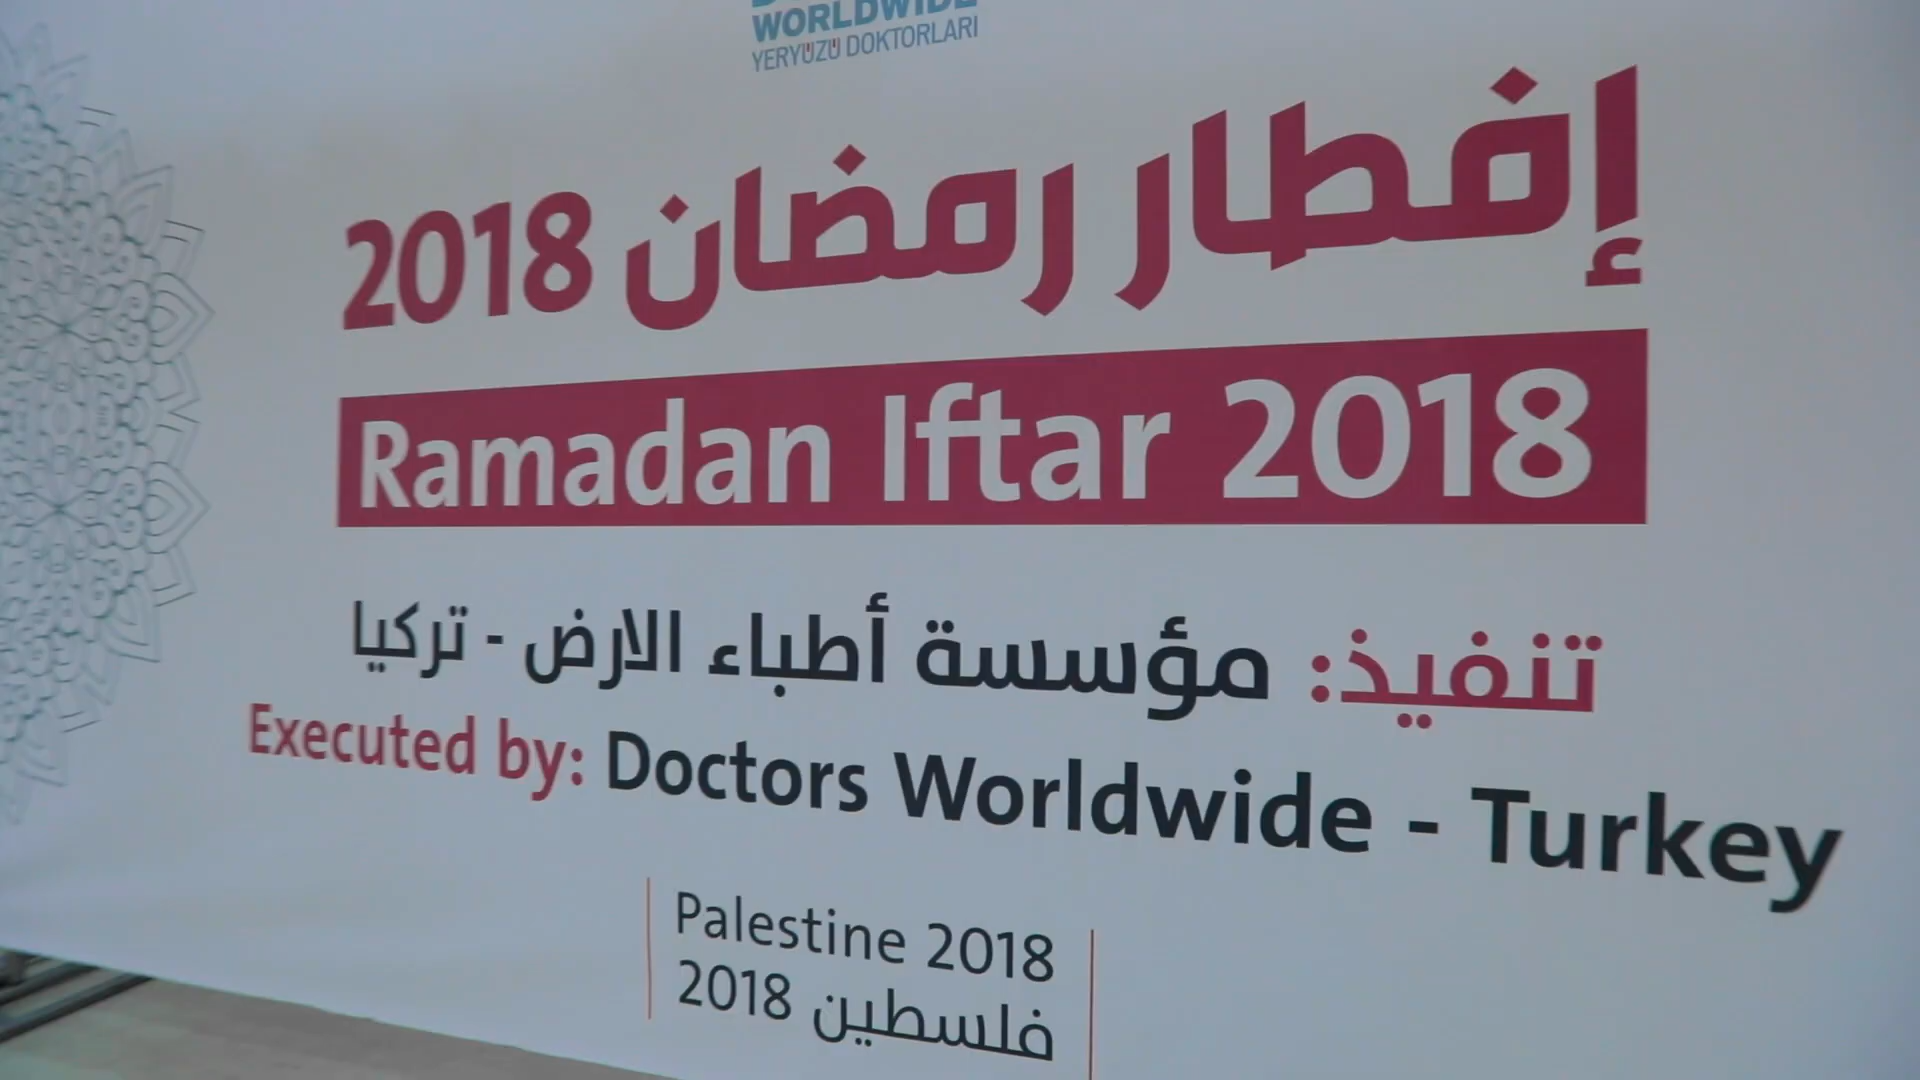 WORLDWIDE
YERYÜZÜ DOKTORLARI
إفطار رمضان 2018
Ramadan Iftar 2018
تنفيذ: مؤسسة أطباء الارض - تركيا
Executed by: Doctors Worldwide - Turkey
Palestine 2018
فلسطين 2018